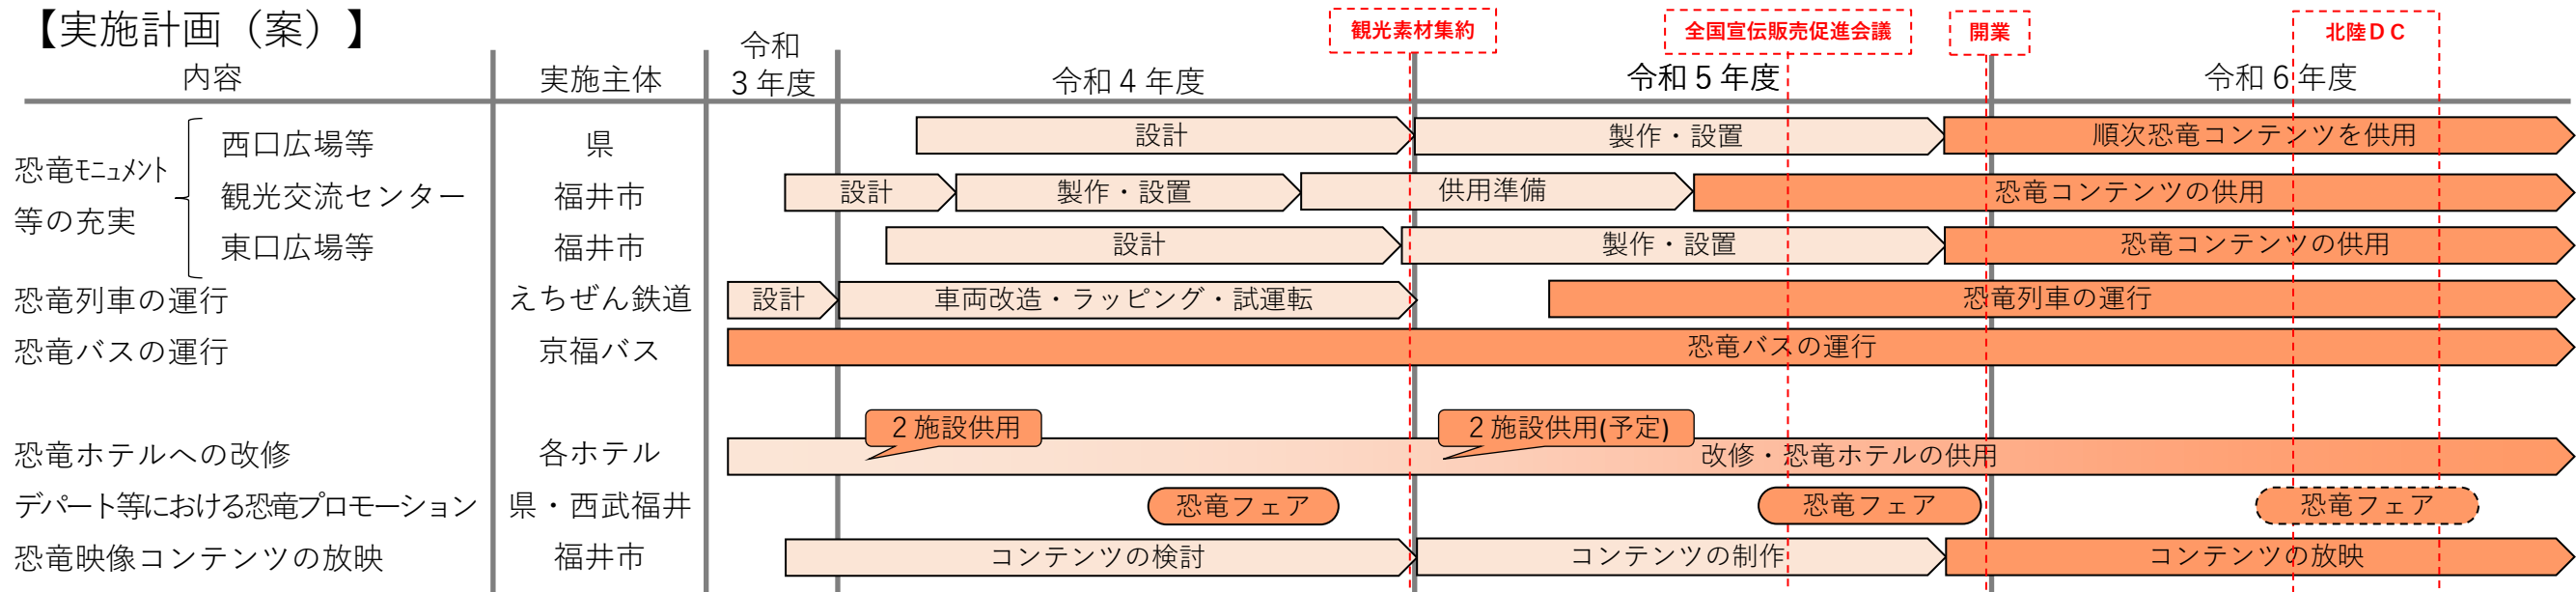 【実施計画（案）】
観光素材集約
全国宣伝販売促進会議
開業
北陸ＤＣ
内容
実施主体
令和
３年度
令和４年度
令和５年度
令和６年度
恐竜ﾓﾆｭﾒﾝﾄ
等の充実
西口広場等
県
設計
製作・設置
順次恐竜コンテンツを供用
観光交流センター
福井市
設計
製作・設置
供用準備
恐竜コンテンツの供用
東口広場等
福井市
設計
製作・設置
恐竜コンテンツの供用
恐竜列車の運行
えちぜん鉄道
設計
車両改造・ラッピング・試運転
恐竜列車の運行
恐竜バスの運行
京福バス
恐竜バスの運行
２施設供用
２施設供用(予定)
恐竜ホテルへの改修
各ホテル
改修・恐竜ホテルの供用
デパート等における恐竜プロモーション
県・西武福井
恐竜フェア
恐竜フェア
恐竜フェア
恐竜映像コンテンツの放映
福井市
コンテンツの検討
コンテンツの制作
コンテンツの放映